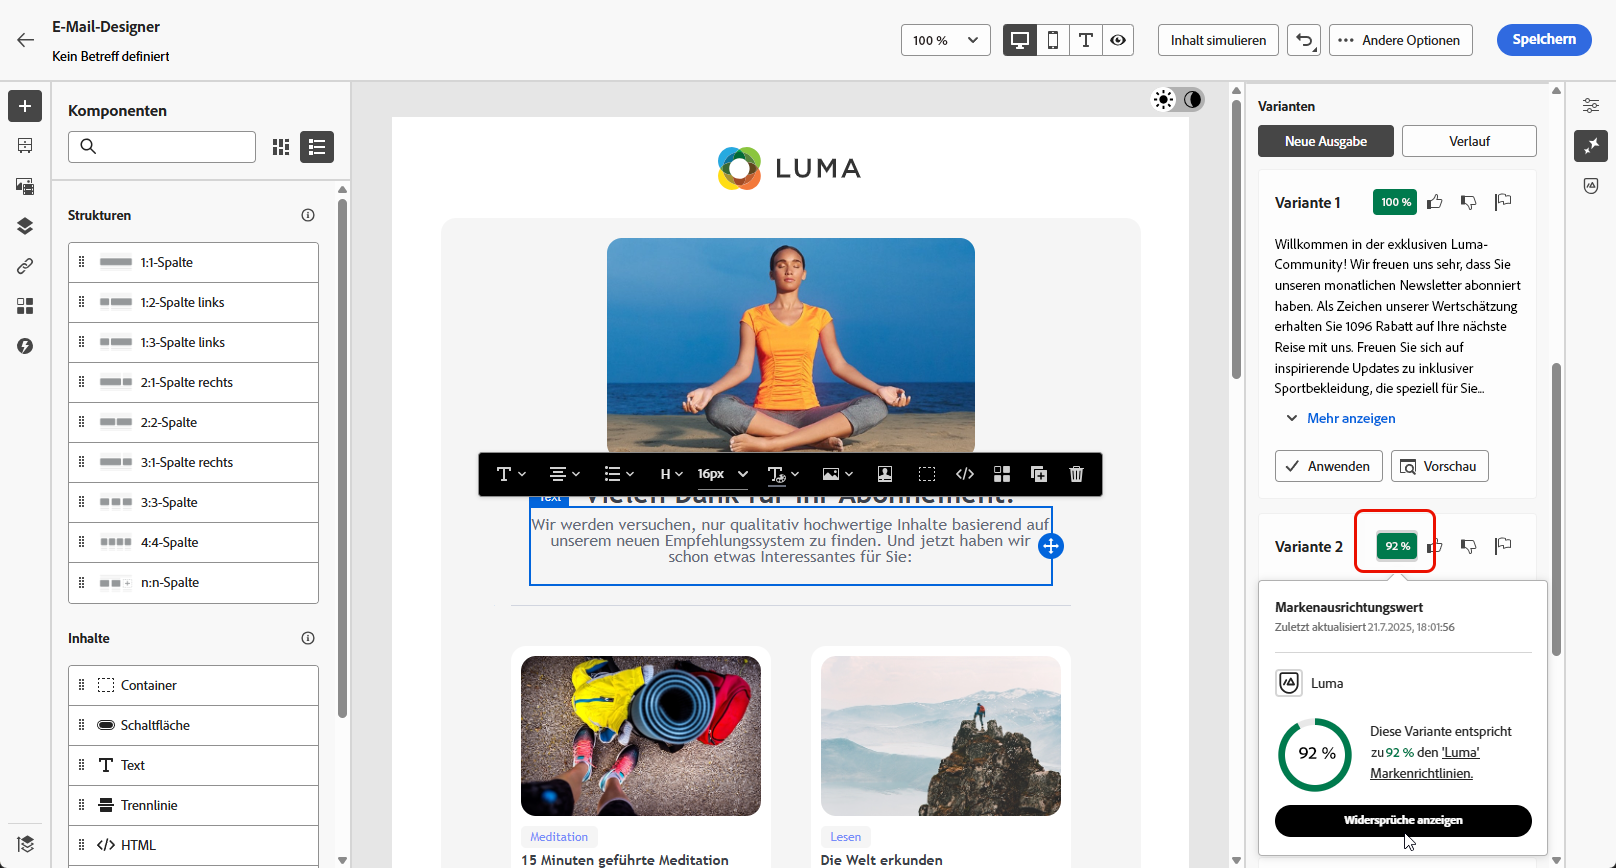 E-Mail-Designer
Kein Betreff definiert
100 %
Inhalt simulieren
Andere Optionen
Speichern
Komponenten
Strukturen
1:1-Spalte
1:2-Spalte links
1:3-Spalte links
2:1-Spalte rechts
2:2-Spalte
3:1-Spalte rechts
3:3-Spalte
4:4-Spalte
n:n-Spalte
Inhalte
Container
Schaltfläche
Text
Trennlinie
HTML
LUMA
H
16px
Text
Vielen Dank für Ihr Abonnement!
Wir werden versuchen, nur qualitativ hochwertige Inhalte basierend auf
unserem neuen Empfehlungssystem zu finden. Und jetzt haben wir
schon etwas Interessantes für Sie:
Meditation
15 Minuten geführte Meditation
Lesen
Die Welt erkunden
Varianten
Neue Ausgabe
Verlauf
Variante 1
100 %
Willkommen in der exklusiven Luma-
Community! Wir freuen uns sehr, dass Sie
unseren monatlichen Newsletter abonniert
haben. Als Zeichen unserer Wertschätzung
erhalten Sie 1096 Rabatt auf Ihre nächste
Reise mit uns. Freuen Sie sich auf
inspirierende Updates zu inklusiver
Sportbekleidung, die speziell für Sie...
Mehr anzeigen
Anwenden
Vorschau
Variante 2
92 %
Markenausrichtungswert
Zuletzt aktualisiert 21.7.2025, 18:01:56
Luma
92 %
Diese Variante entspricht
zu 92 % den 'Luma'
Markenrichtlinien.
Widersprüche anzeigen